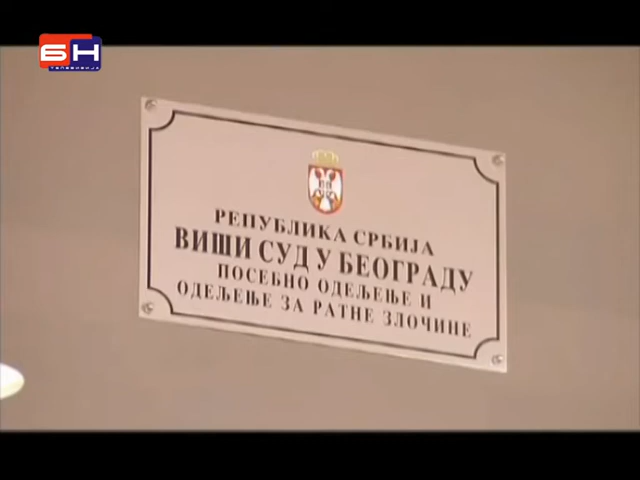 БН
ТЕЛЕВИЗИЈА
РЕПУБЛИКА СРБИЈА
ВИШИ СУД У БЕОГРАДУ
ПОСЕБНО ОДЕЉЕЊЕ И
ОДЕЉЕЊЕ ЗА РАТНЕ ЗЛОЧИНЕ